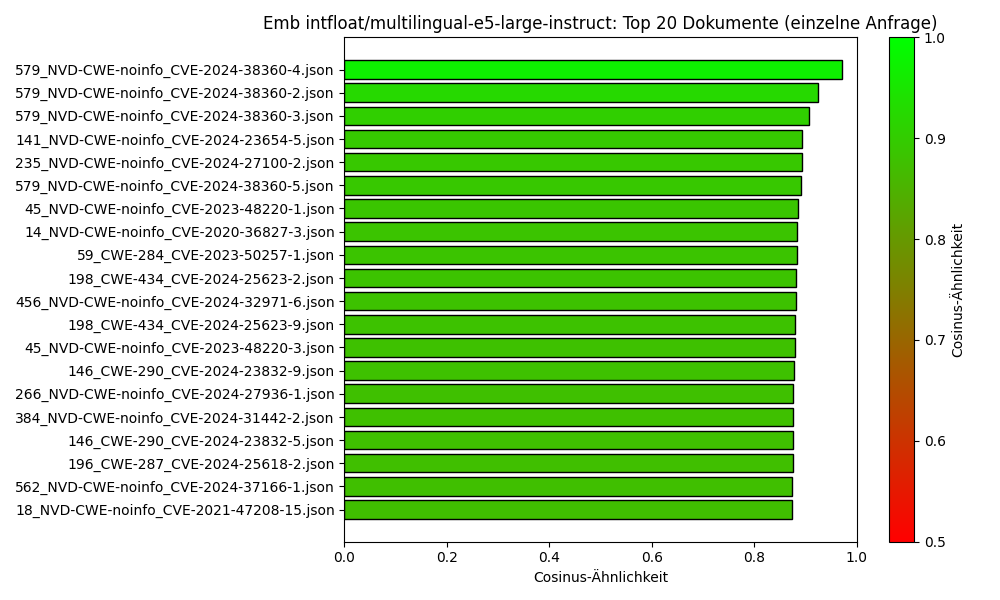 Emb intfloat/multilingual-e5-large-instruct: Top 20 Dokumente (einzelne Anfrage)
579_NVD-CWE-noinfo_CVE-2024-38360-4.json
579_NVD-CWE-noinfo_CVE-2024-38360-2.json
579_NVD-CWE-noinfo_CVE-2024-38360-3.json
141_NVD-CWE-noinfo_CVE-2024-23654-5.json
235_NVD-CWE-noinfo_CVE-2024-27100-2.json
579_NVD-CWE-noinfo_CVE-2024-38360-5.json
45_NVD-CWE-noinfo_CVE-2023-48220-1.json
14_NVD-CWE-noinfo_CVE-2020-36827-3.json
59_CWE-284_CVE-2023-50257-1.json
198_CWE-434_CVE-2024-25623-2.json
456_NVD-CWE-noinfo_CVE-2024-32971-6.json
198_CWE-434_CVE-2024-25623-9.json
45_NVD-CWE-noinfo_CVE-2023-48220-3.json
146_CWE-290_CVE-2024-23832-9.json
266_NVD-CWE-noinfo_CVE-2024-27936-1.json
384_NVD-CWE-noinfo_CVE-2024-31442-2.json
146_CWE-290_CVE-2024-23832-5.json
196_CWE-287_CVE-2024-25618-2.json
562_NVD-CWE-noinfo_CVE-2024-37166-1.json
18_NVD-CWE-noinfo_CVE-2021-47208-15.json
0.0 0.2 0.4 0.6 0.8 1.0
Cosinus-Ähnlichkeit
1.0
0.9
0.8
0.7
0.6
0.5
Cosinus-Ähnlichkeit